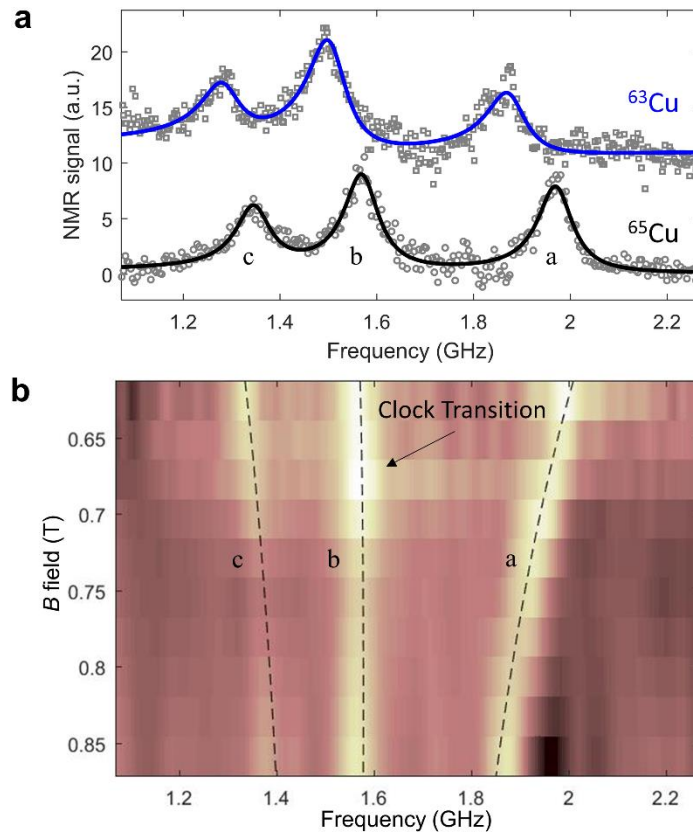 a
20
15
10
5
0
NMR signal (a.u.)
⁶³Cu
⁶⁵Cu
c b a
1.2 1.4 1.6 1.8 2 2.2
Frequency (GHz)
b
Clock Transition
0.65
0.7
0.75
0.8
0.85
B field (T)
c b a
1.2 1.4 1.6 1.8 2 2.2
Frequency (GHz)